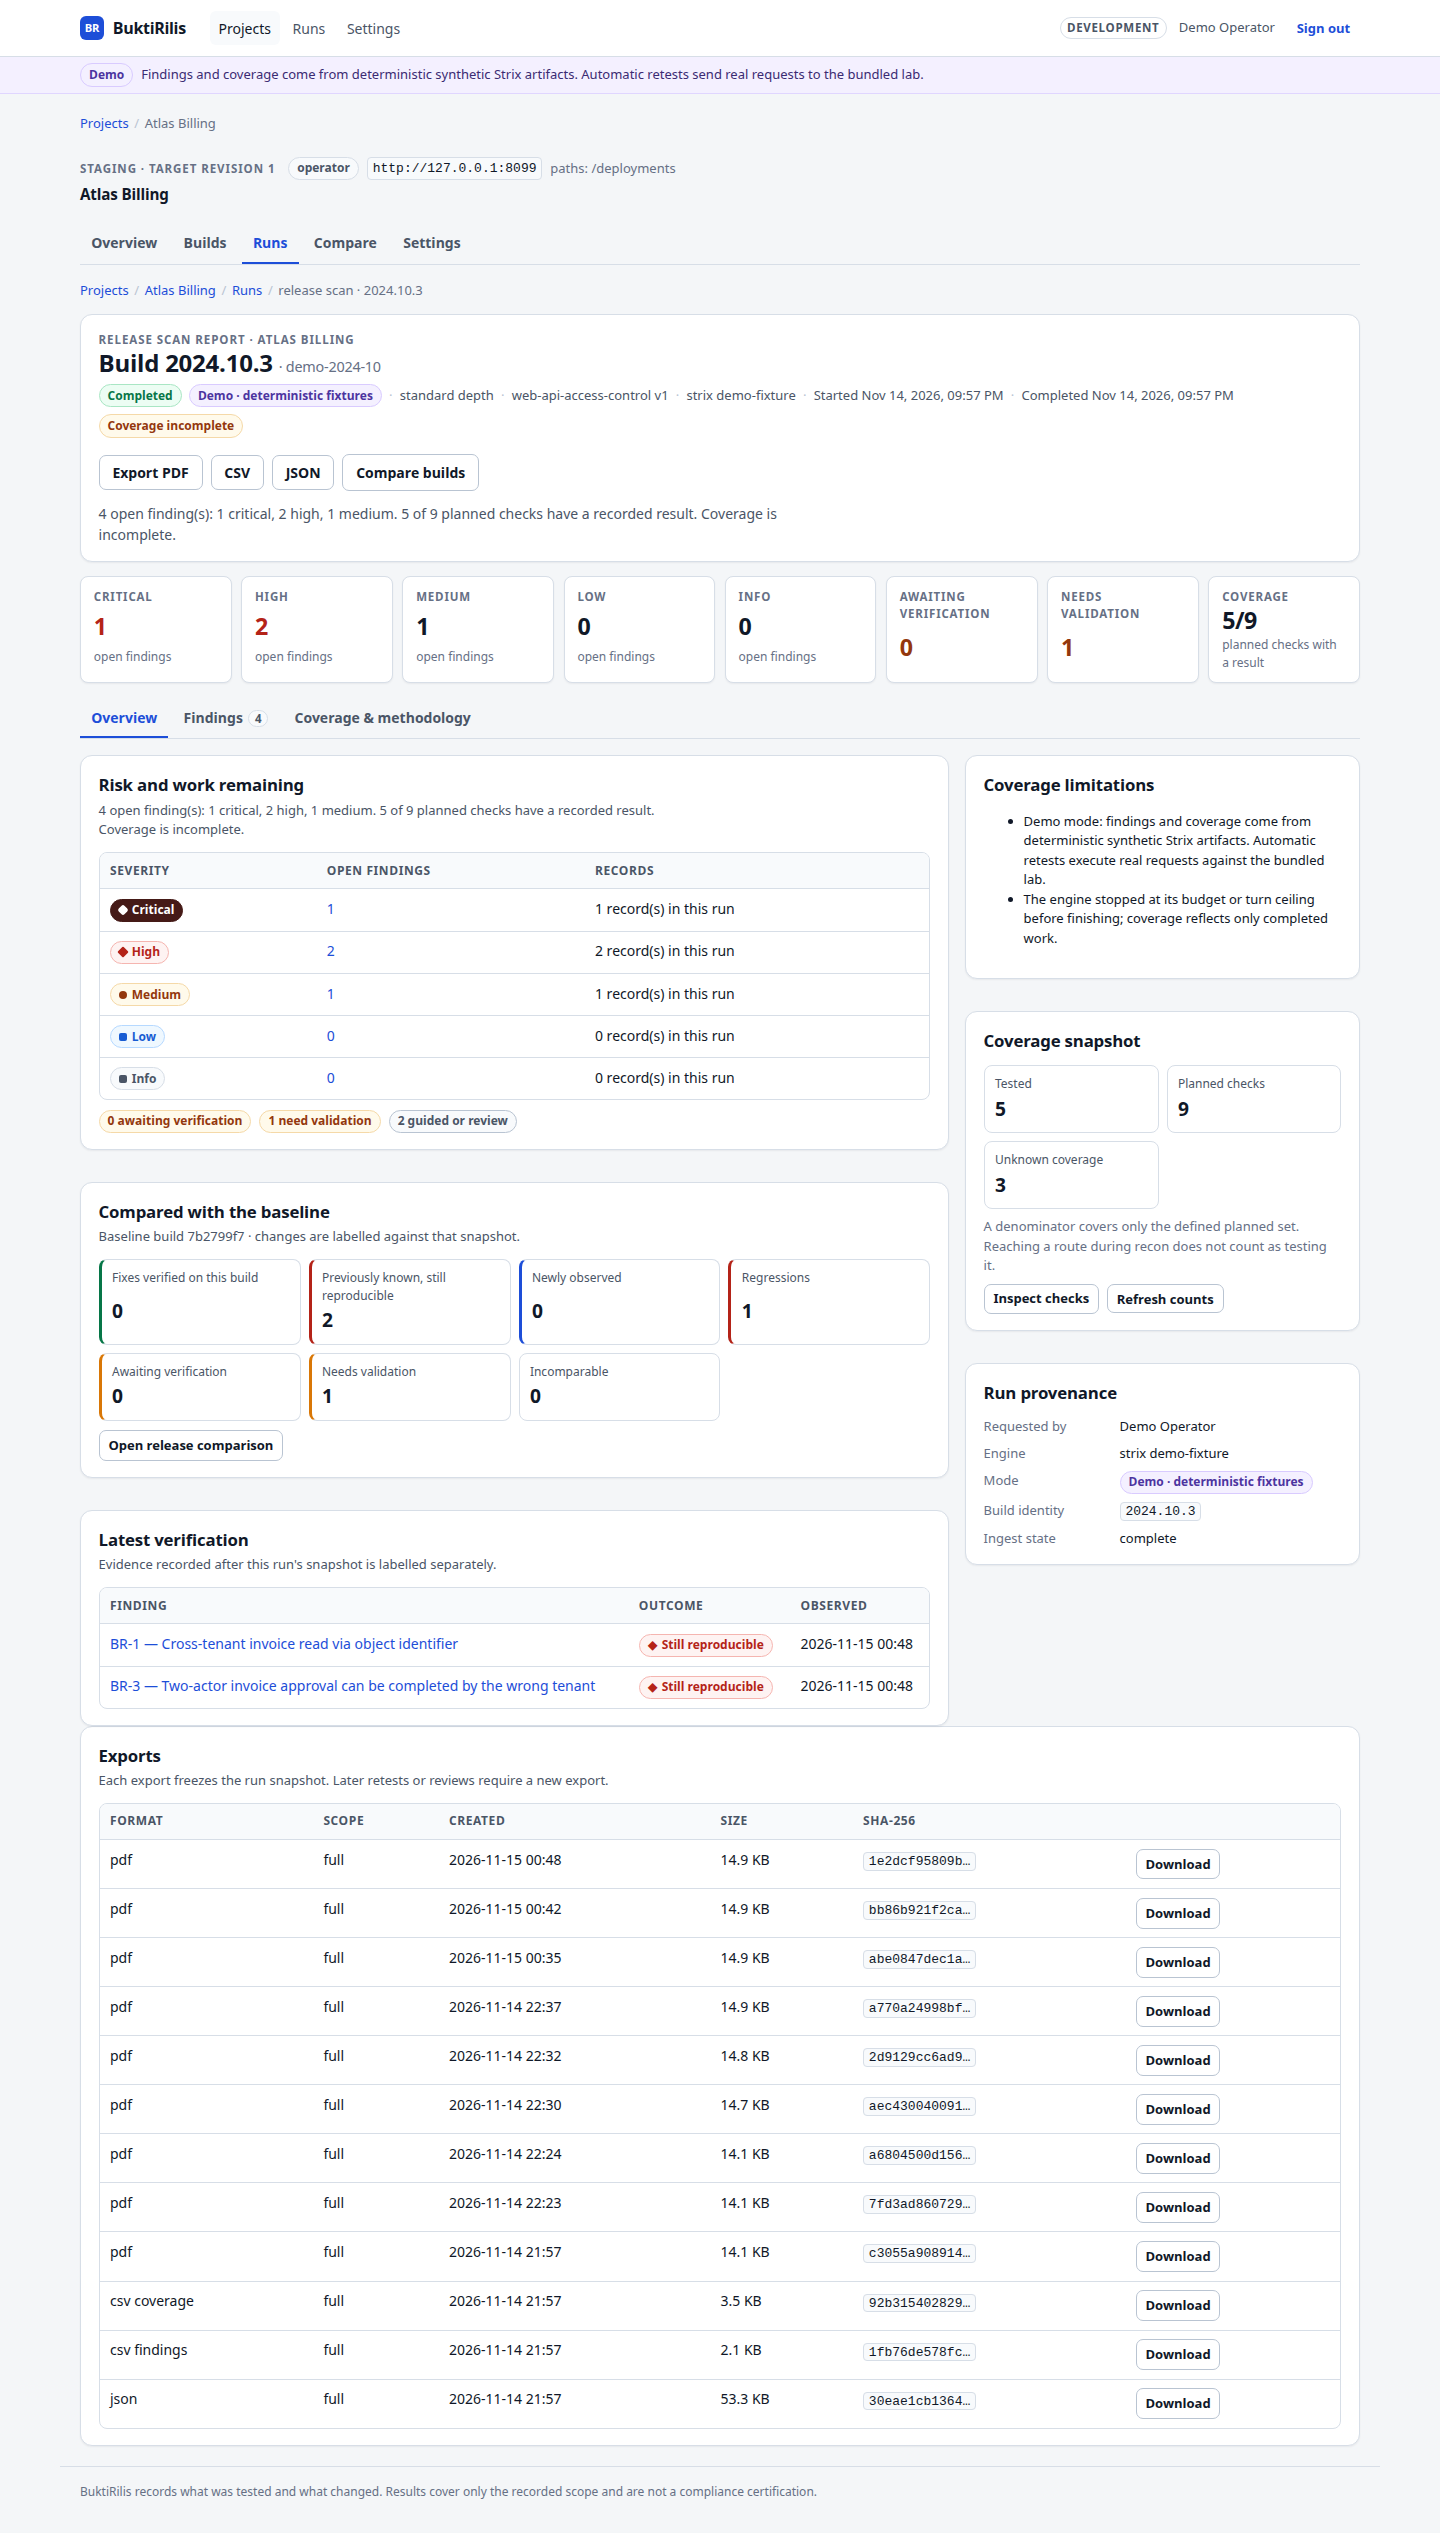 BR BuktiRilis Projects Runs Settings DEVELOPMENT Demo Operator Sign out
Demo Findings and coverage come from deterministic synthetic Strix artifacts. Automatic retests send real requests to the bundled lab.
Projects / Atlas Billing
STAGING · TARGET REVISION 1 operator http://127.0.0.1:8099 paths: /deployments
Atlas Billing
Overview Builds Runs Compare Settings
Projects / Atlas Billing / Runs / release scan · 2024.10.3
RELEASE SCAN REPORT · ATLAS BILLING
Build 2024.10.3 · demo-2024-10
Completed Demo · deterministic fixtures · standard depth · web-api-access-control v1 · strix demo-fixture · Started Nov 14, 2026, 09:57 PM · Completed Nov 14, 2026, 09:57 PM
Coverage incomplete
Export PDF CSV JSON Compare builds
4 open finding(s): 1 critical, 2 high, 1 medium. 5 of 9 planned checks have a recorded result. Coverage is
incomplete.
CRITICAL
1
open findings
HIGH
2
open findings
MEDIUM
1
open findings
LOW
0
open findings
INFO
0
open findings
AWAITING
VERIFICATION
0
NEEDS
VALIDATION
1
COVERAGE
5/9
planned checks with
a result
Overview Findings 4 Coverage & methodology
Risk and work remaining
4 open finding(s): 1 critical, 2 high, 1 medium. 5 of 9 planned checks have a recorded result.
Coverage is incomplete.
SEVERITY OPEN FINDINGS RECORDS
Critical 1 1 record(s) in this run
High 2 2 record(s) in this run
Medium 1 1 record(s) in this run
Low 0 0 record(s) in this run
Info 0 0 record(s) in this run
0 awaiting verification 1 need validation 2 guided or review
Compared with the baseline
Baseline build 7b2799f7 · changes are labelled against that snapshot.
Fixes verified on this build
0
Previously known, still
reproducible
2
Newly observed
0
Regressions
1
Awaiting verification
0
Needs validation
1
Incomparable
0
Open release comparison
Latest verification
Evidence recorded after this run's snapshot is labelled separately.
FINDING OUTCOME OBSERVED
BR-1 — Cross-tenant invoice read via object identifier Still reproducible 2026-11-15 00:48
BR-3 — Two-actor invoice approval can be completed by the wrong tenant Still reproducible 2026-11-15 00:48
Coverage limitations
• Demo mode: findings and coverage come from
deterministic synthetic Strix artifacts. Automatic
retests execute real requests against the bundled
lab.
• The engine stopped at its budget or turn ceiling
before finishing; coverage reflects only completed
work.
Coverage snapshot
Tested
5
Planned checks
9
Unknown coverage
3
A denominator covers only the defined planned set.
Reaching a route during recon does not count as testing
it.
Inspect checks Refresh counts
Run provenance
Requested by Demo Operator
Engine strix demo-fixture
Mode Demo · deterministic fixtures
Build identity 2024.10.3
Ingest state complete
Exports
Each export freezes the run snapshot. Later retests or reviews require a new export.
FORMAT SCOPE CREATED SIZE SHA-256
pdf full 2026-11-15 00:48 14.9 KB 1e2dcf95809b… Download
pdf full 2026-11-15 00:42 14.9 KB bb86b921f2ca… Download
pdf full 2026-11-15 00:35 14.9 KB abe0847dec1a… Download
pdf full 2026-11-14 22:37 14.9 KB a770a24998bf… Download
pdf full 2026-11-14 22:32 14.8 KB 2d9129cc6ad9… Download
pdf full 2026-11-14 22:30 14.7 KB aec430040091… Download
pdf full 2026-11-14 22:24 14.1 KB a6804500d156… Download
pdf full 2026-11-14 22:23 14.1 KB 7fd3ad860729… Download
pdf full 2026-11-14 21:57 14.1 KB c3055a908914… Download
csv coverage full 2026-11-14 21:57 3.5 KB 92b315402829… Download
csv findings full 2026-11-14 21:57 2.1 KB 1fb76de578fc… Download
json full 2026-11-14 21:57 53.3 KB 30eae1cb1364… Download
BuktiRilis records what was tested and what changed. Results cover only the recorded scope and are not a compliance certification.